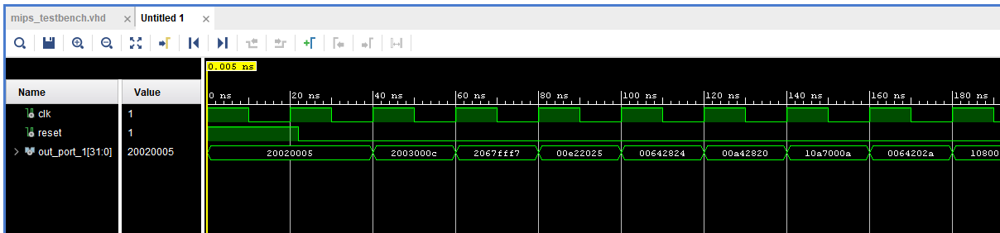 mips_testbench.vhd × Untitled 1 ×
0.005 ns
Name Value
0 ns 20 ns 40 ns 60 ns 80 ns 100 ns 120 ns 140 ns 160 ns 180 ns
clk 1
reset 1
out_port_1[31:0] 20020005 20020005 2003000c 2067fff7 00e22025 00642824 00a42820 10a7000a 0064202a 10800